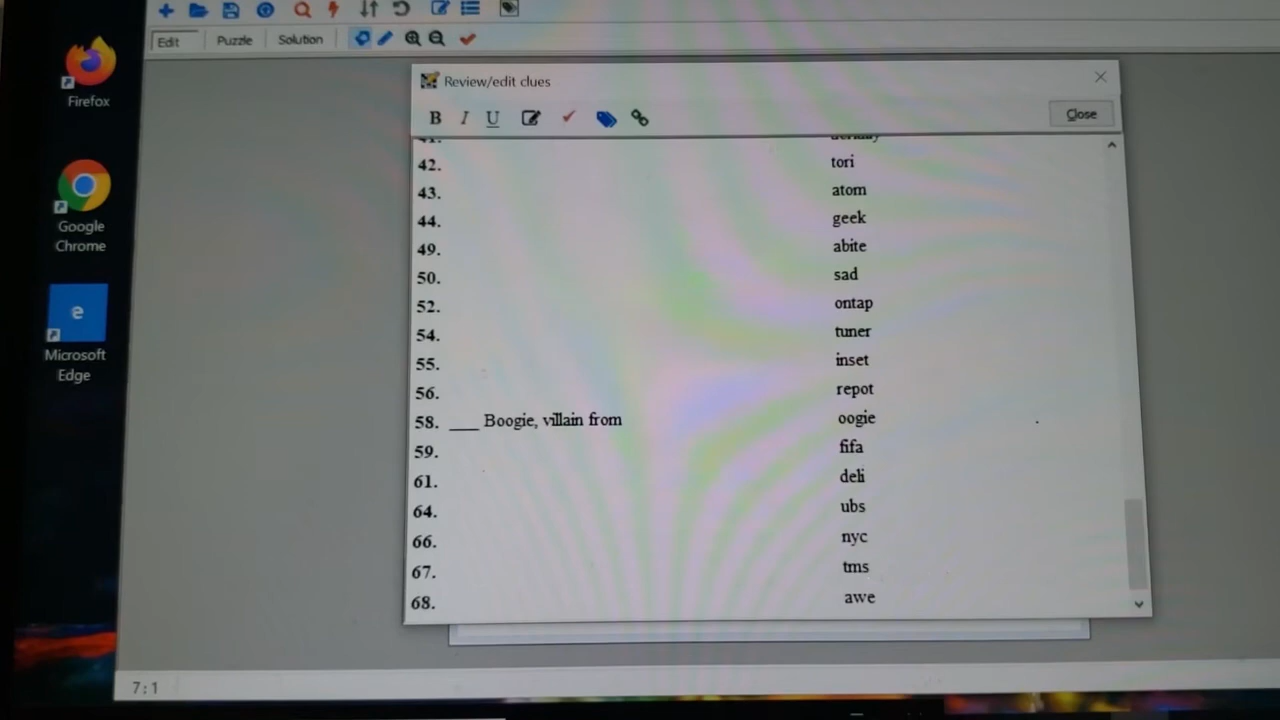 Edit Puzzle Solution
Firefox
Google
Chrome
Microsoft
Edge
Review/edit clues
B I U Close
42. tori
43. atom
44. geek
49. abite
50. sad
52. ontap
54. tuner
55. inset
56. repot
58. ___ Boogie, villain from oogie
59. fifa
61. deli
64. ubs
66. nyc
67. tms
68. awe
7:1